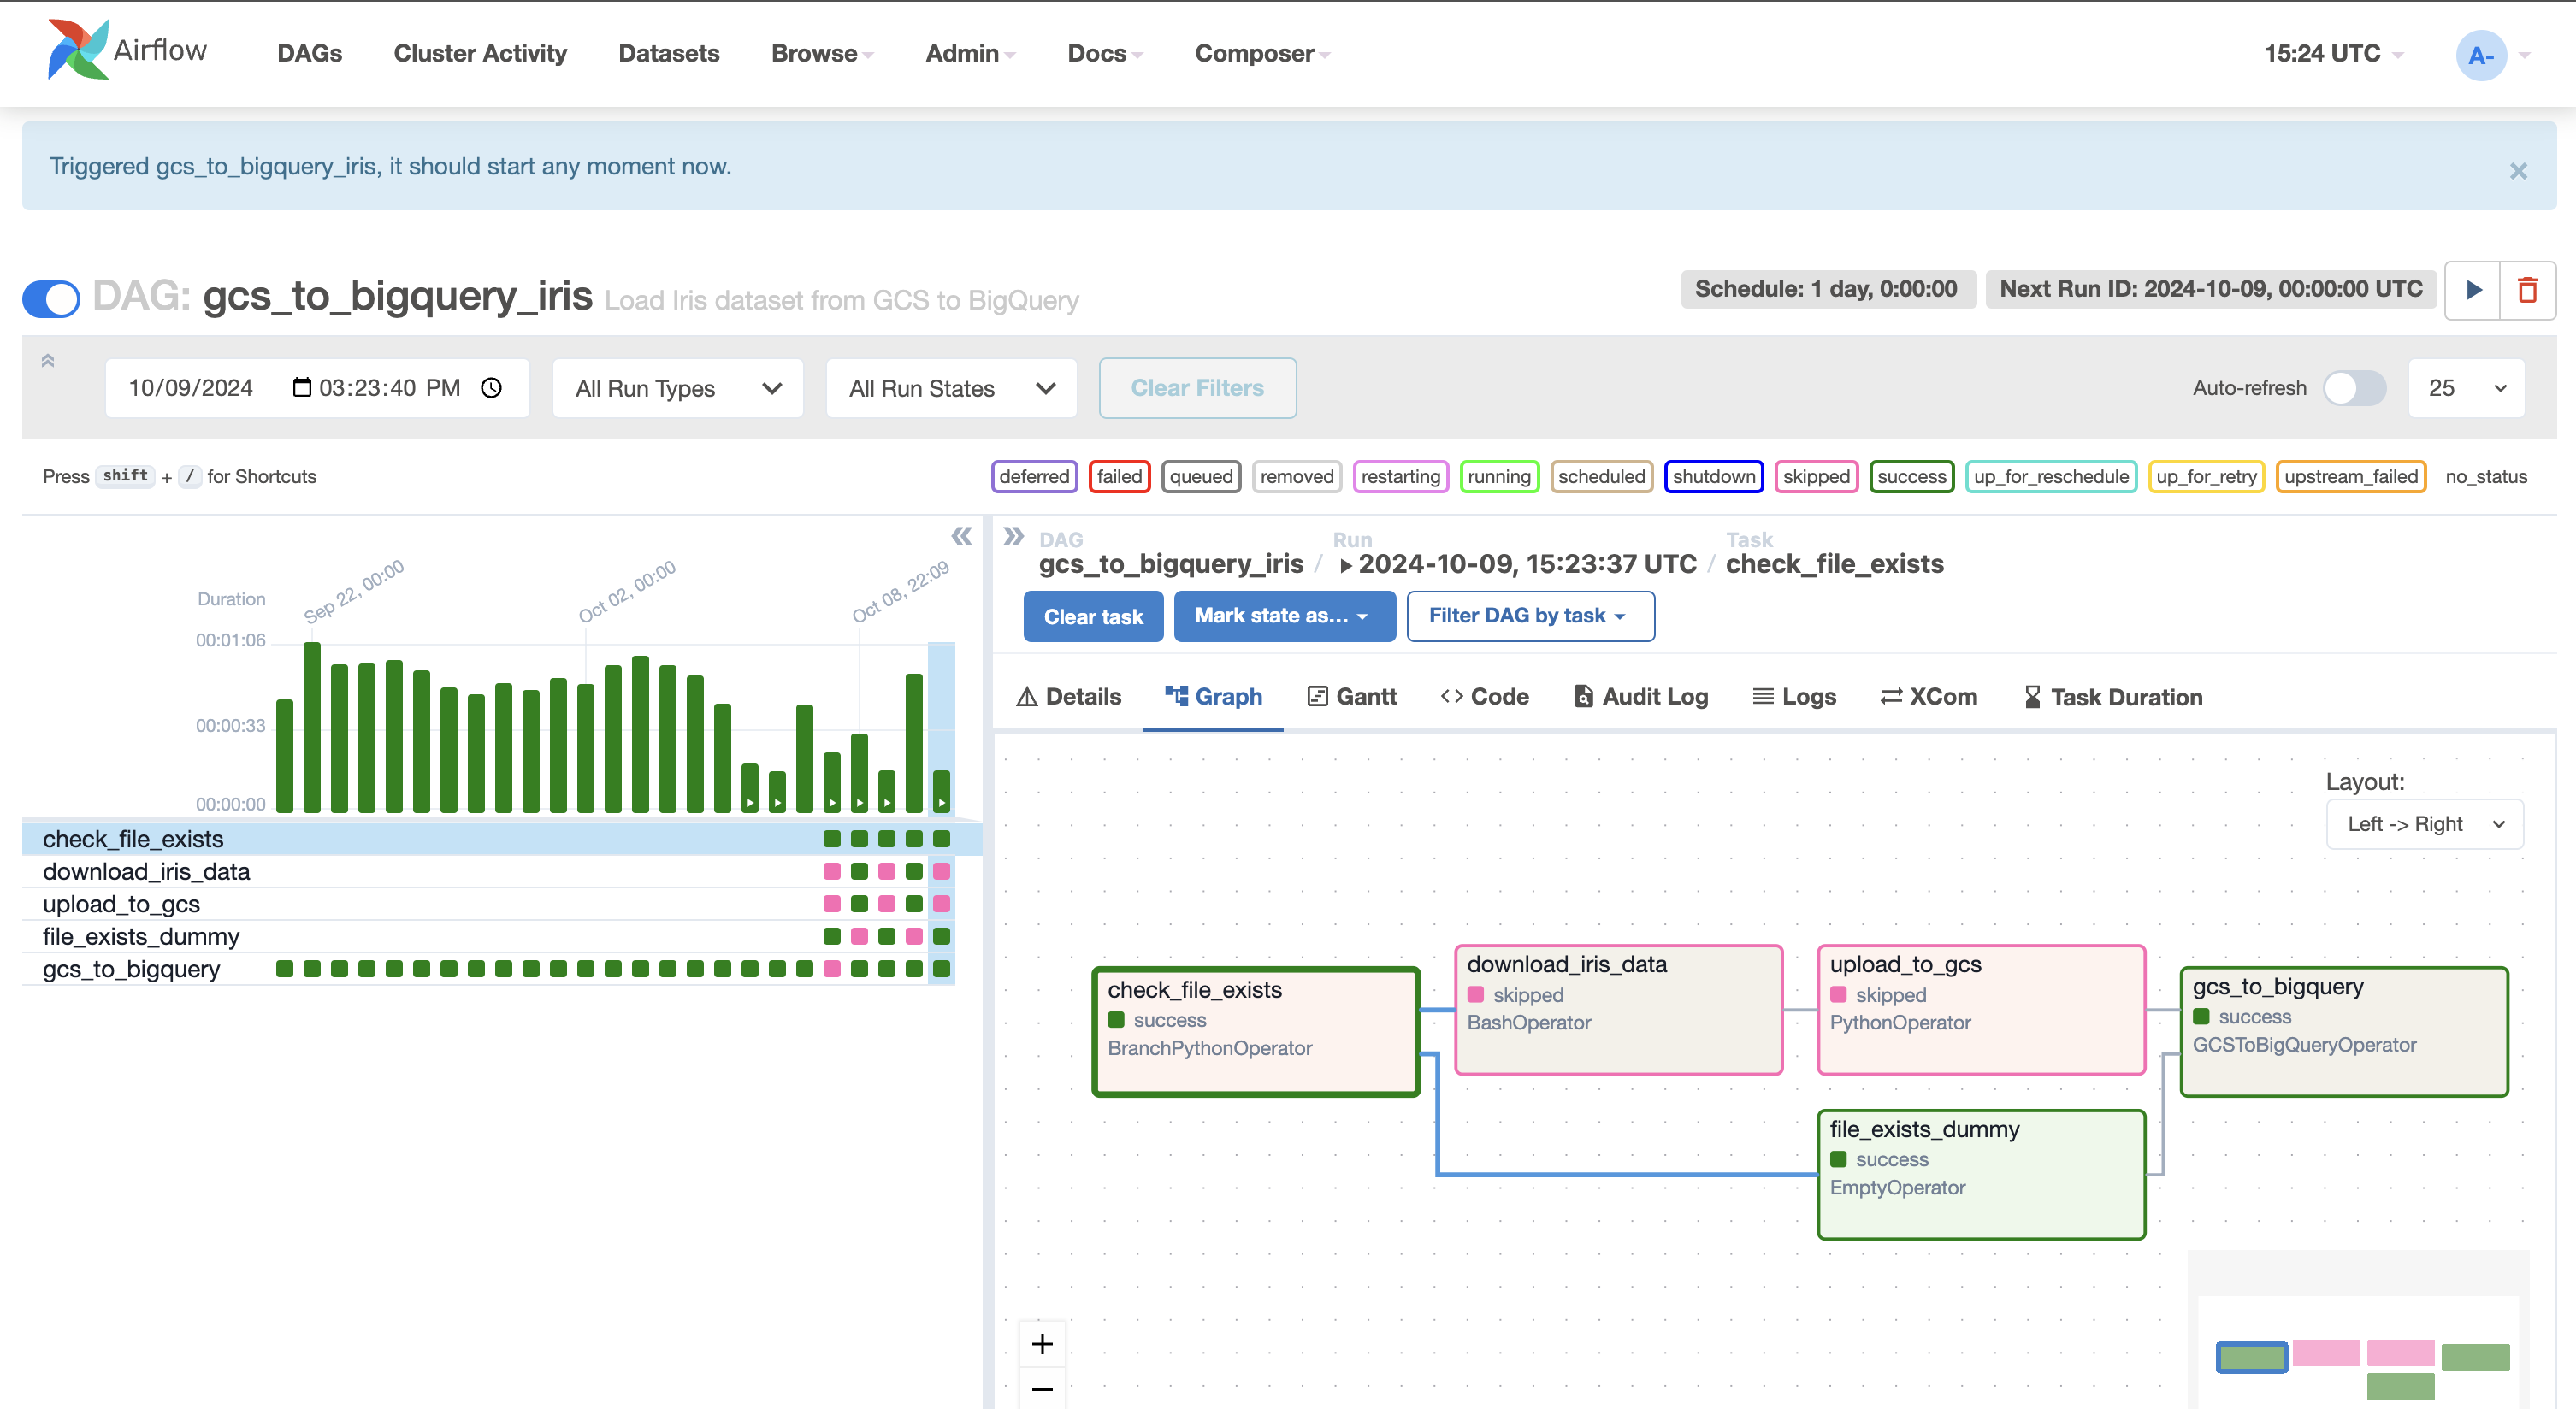 Airflow DAGs Cluster Activity Datasets Browse Admin Docs Composer 15:24 UTC A-
Triggered gcs_to_bigquery_iris, it should start any moment now. ×
DAG: gcs_to_bigquery_iris Load Iris dataset from GCS to BigQuery Schedule: 1 day, 0:00:00 Next Run ID: 2024-10-09, 00:00:00 UTC
10/09/2024 03:23:40 PM All Run Types All Run States Clear Filters Auto-refresh 25
Press shift + / for Shortcuts deferred failed queued removed restarting running scheduled shutdown skipped success up_for_reschedule up_for_retry upstream_failed no_status
Duration
Sep 22, 00:00
Oct 02, 00:00
Oct 08, 22:09
00:01:06
00:00:33
00:00:00
check_file_exists
download_iris_data
upload_to_gcs
file_exists_dummy
gcs_to_bigquery
DAG Run Task
gcs_to_bigquery_iris / 2024-10-09, 15:23:37 UTC / check_file_exists
Clear task Mark state as... Filter DAG by task
Details Graph Gantt Code Audit Log Logs XCom Task Duration
Layout:
Left -> Right
check_file_exists
success
BranchPythonOperator
download_iris_data
skipped
BashOperator
upload_to_gcs
skipped
PythonOperator
gcs_to_bigquery
success
GCSToBigQueryOperator
file_exists_dummy
success
EmptyOperator
+
−